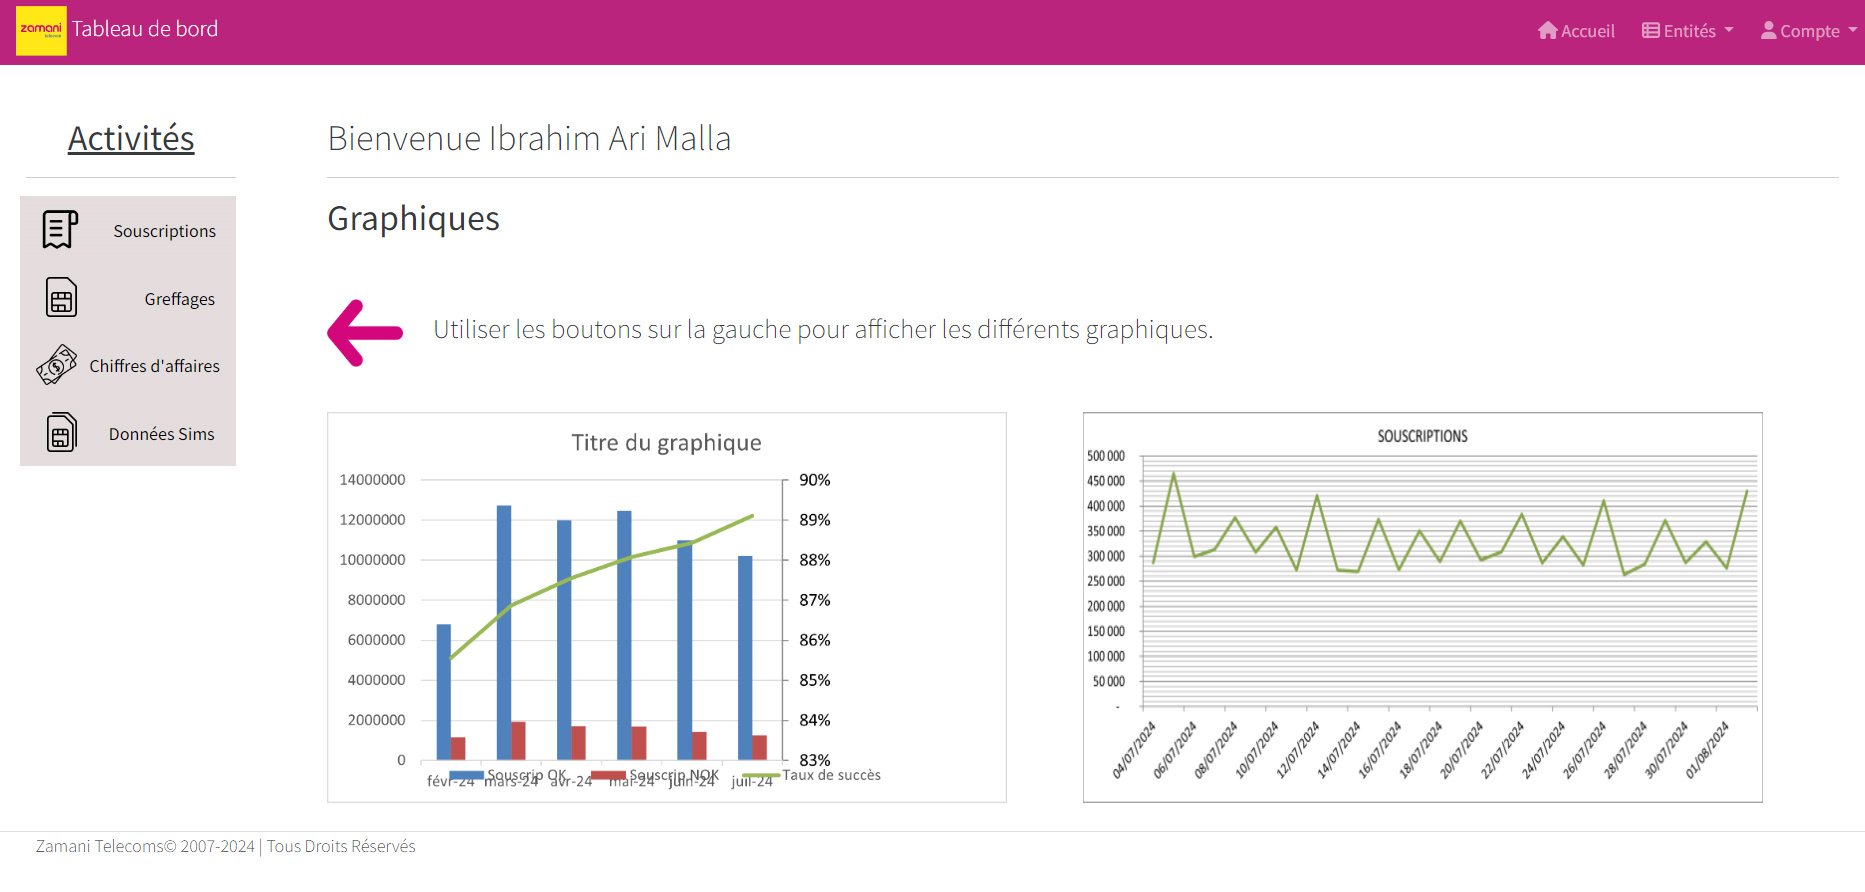 zamani
telecom
Tableau de bord
Accueil
Entités
Compte
Activités
Souscriptions
Greffages
Chiffres d'affaires
Données Sims
Bienvenue Ibrahim Ari Malla
Graphiques
Utiliser les boutons sur la gauche pour afficher les différents graphiques.
Titre du graphique
14000000
12000000
10000000
8000000
6000000
4000000
2000000
0
90%
89%
88%
87%
86%
85%
84%
83%
Souscrip OK
Souscrip NOK
Taux de succès
févr-24
mars-24
avr-24
mai-24
juin-24
juil-24
SOUSCRIPTIONS
500 000
450 000
400 000
350 000
300 000
250 000
200 000
150 000
100 000
50 000
-
04/07/2024
06/07/2024
08/07/2024
10/07/2024
12/07/2024
14/07/2024
16/07/2024
18/07/2024
20/07/2024
22/07/2024
24/07/2024
26/07/2024
28/07/2024
30/07/2024
01/08/2024
Zamani Telecoms© 2007-2024 | Tous Droits Réservés